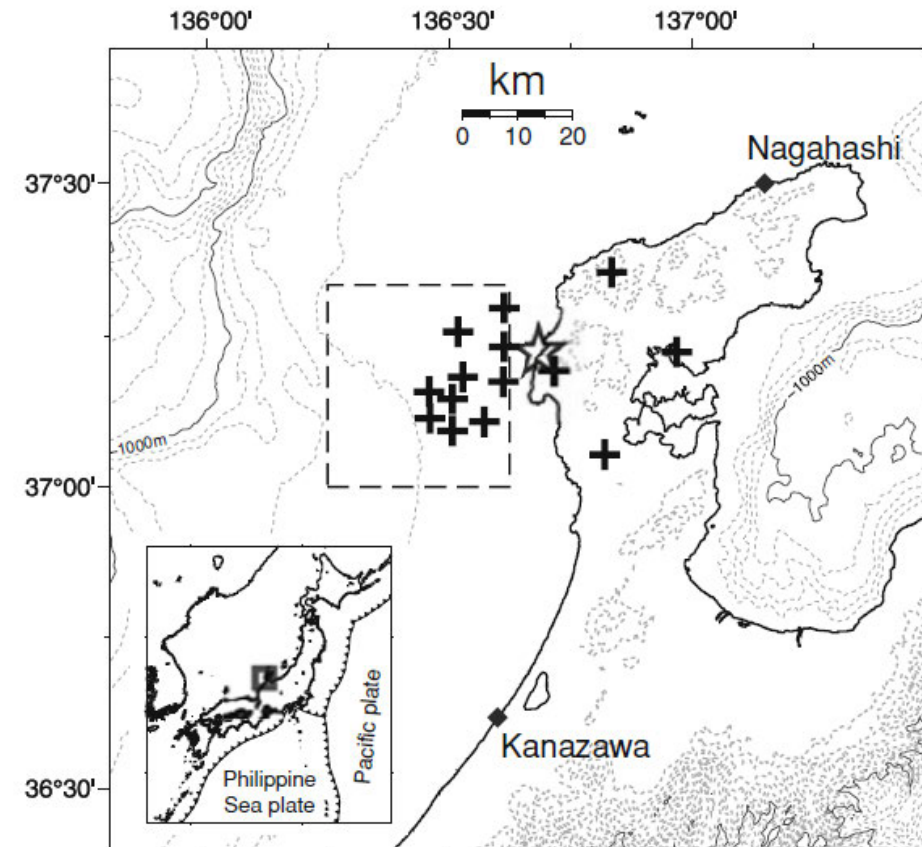 136°00' 136°30' 137°00'
km
0 10 20
Nagahashi
37°30'
1000m
1000m
37°00'
Pacific plate
Philippine
Sea plate
Kanazawa
36°30'